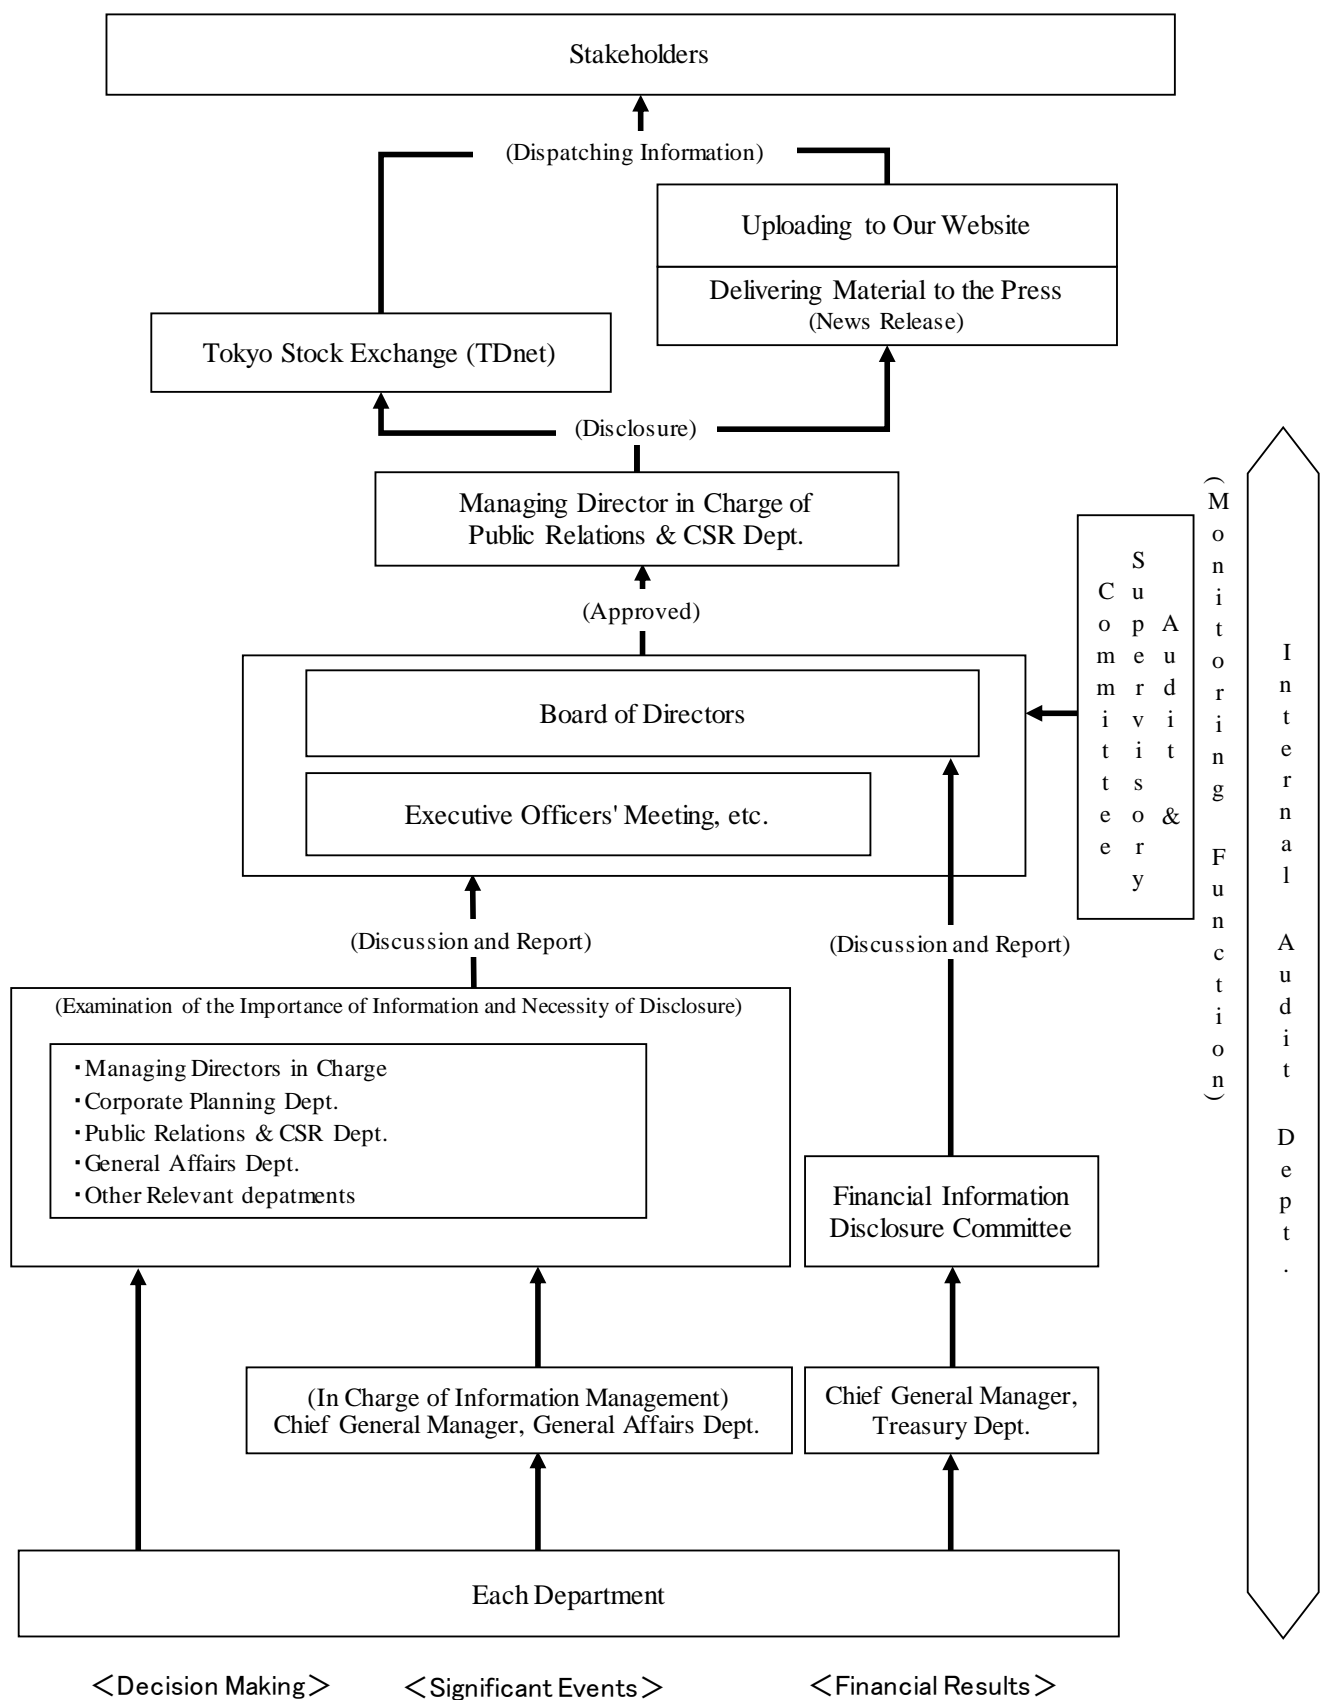 Stakeholders
(Dispatching Information)
Uploading to Our Website
Delivering Material to the Press
(News Release)
Tokyo Stock Exchange (TDnet)
(Disclosure)
Managing Director in Charge of
Public Relations & CSR Dept.
(Approved)
Board of Directors
Executive Officers' Meeting, etc.
Audit &
Supervisory
Committee
(Monitoring Function)
Internal Audit Dept.
(Discussion and Report)
(Discussion and Report)
(Examination of the Importance of Information and Necessity of Disclosure)
・Managing Directors in Charge
・Corporate Planning Dept.
・Public Relations & CSR Dept.
・General Affairs Dept.
・Other Relevant depatments
Financial Information
Disclosure Committee
(In Charge of Information Management)
Chief General Manager, General Affairs Dept.
Chief General Manager,
Treasury Dept.
Each Department
＜Decision Making＞
＜Significant Events＞
＜Financial Results＞